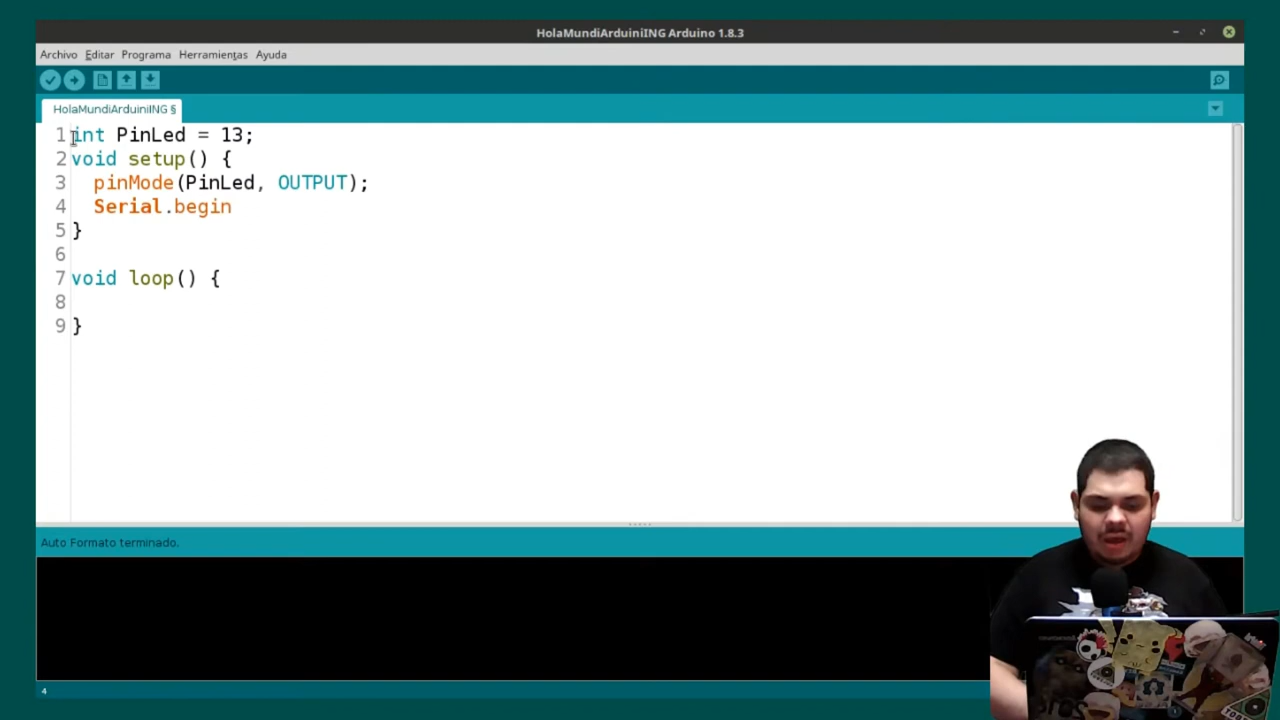 HolaMundiArduiniING Arduino 1.8.3
Archivo Editar Programa Herramientas Ayuda
HolaMundiArduiniING §
1 int PinLed = 13;
2 void setup() {
3 pinMode(PinLed, OUTPUT);
4 Serial.begin
5 }
6
7 void loop() {
8
9 }
Auto Formato terminado.
4